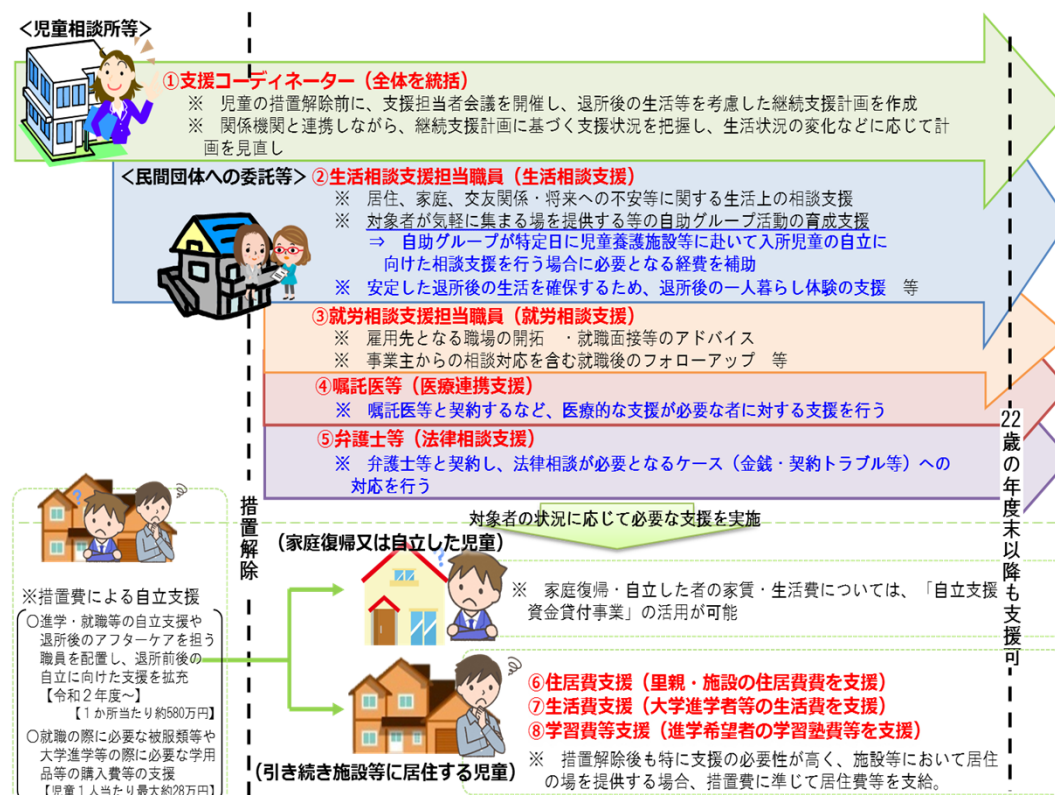 ＜児童相談所等＞
①支援コーディネーター（全体を統括）
※　児童の措置解除前に、支援担当者会議を開催し、退所後の生活等を考慮した継続支援計画を作成
※　関係機関と連携しながら、継続支援計画に基づく支援状況を把握し、生活状況の変化などに応じて計
画を見直し
＜民間団体への委託等＞
②生活相談支援担当職員（生活相談支援）
※　居住、家庭、交友関係・将来への不安等に関する生活上の相談支援
※　対象者が気軽に集まる場を提供する等の自助グループ活動の育成支援
⇒　自助グループが特定日に児童養護施設等に赴いて入所児童の自立に
向けた相談支援を行う場合に必要となる経費を補助
※　安定した退所後の生活を確保するため、退所後の一人暮らし体験の支援　等
③就労相談支援担当職員（就労相談支援）
※　雇用先となる職場の開拓　・就職面接等のアドバイス
※　事業主からの相談対応を含む就職後のフォローアップ　等
④嘱託医等（医療連携支援）
※　嘱託医等と契約するなど、医療的な支援が必要な者に対する支援を行う
⑤弁護士等（法律相談支援）
※　弁護士等と契約し、法律相談が必要となるケース（金銭・契約トラブル等）への
対応を行う
22歳の年度末以降も支援可
措置解除
対象者の状況に応じて必要な支援を実施
※措置費による自立支援
○進学・就職等の自立支援や
退所後のアフターケアを担う
職員を配置し、退所前後の
自立に向けた支援を拡充
【令和２年度～】
【１か所当たり約580万円】
○就職の際に必要な被服類等や
大学進学等の際に必要な学用
品等の購入費等の支援
【児童１人当たり最大約28万円】
（家庭復帰又は自立した児童）
※　家庭復帰・自立した者の家賃・生活費については、「自立支援
資金貸付事業」の活用が可能
（引き続き施設等に居住する児童）
⑥住居費支援（里親・施設の住居費費を支援）
⑦生活費支援（大学進学者等の生活費を支援）
⑧学習費等支援（進学希望者の学習塾費等を支援）
※　措置解除後も特に支援の必要性が高く、施設等において居住
の場を提供する場合、措置費に準じて居住費等を支給。